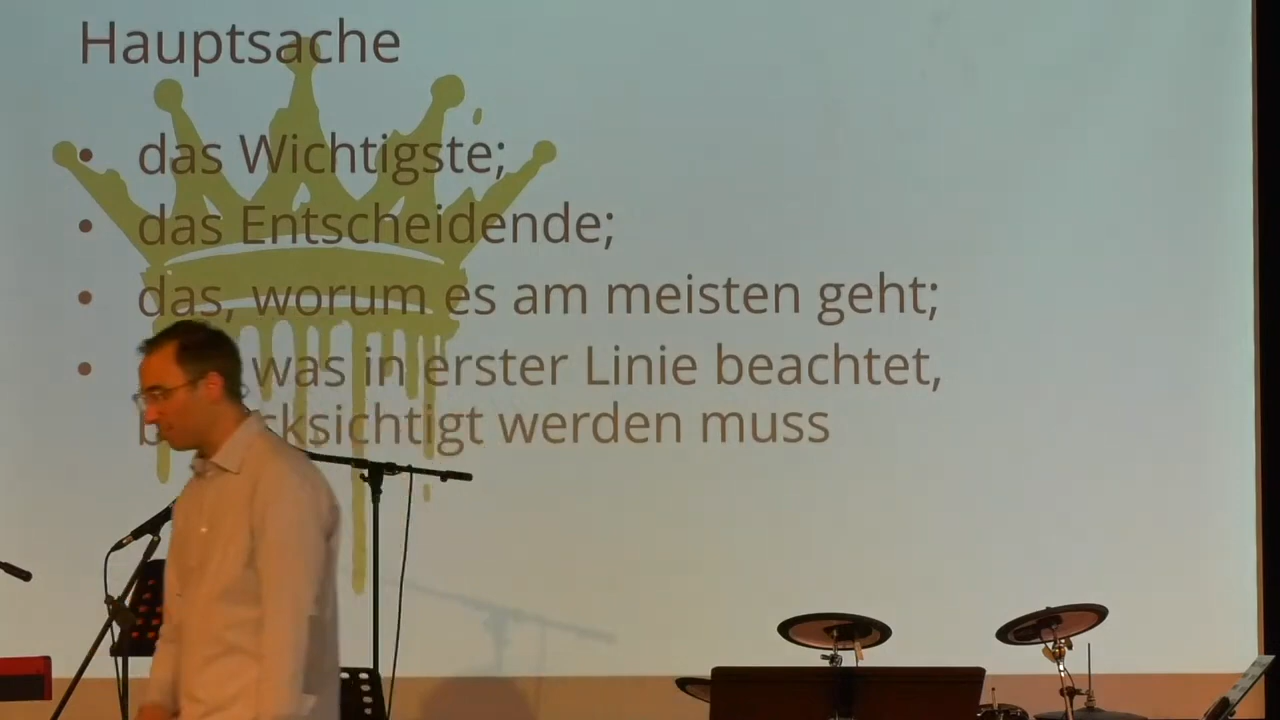 Hauptsache
• das Wichtigste;
• das Entscheidende;
• das, worum es am meisten geht;
• was in erster Linie beachtet,
werden muss